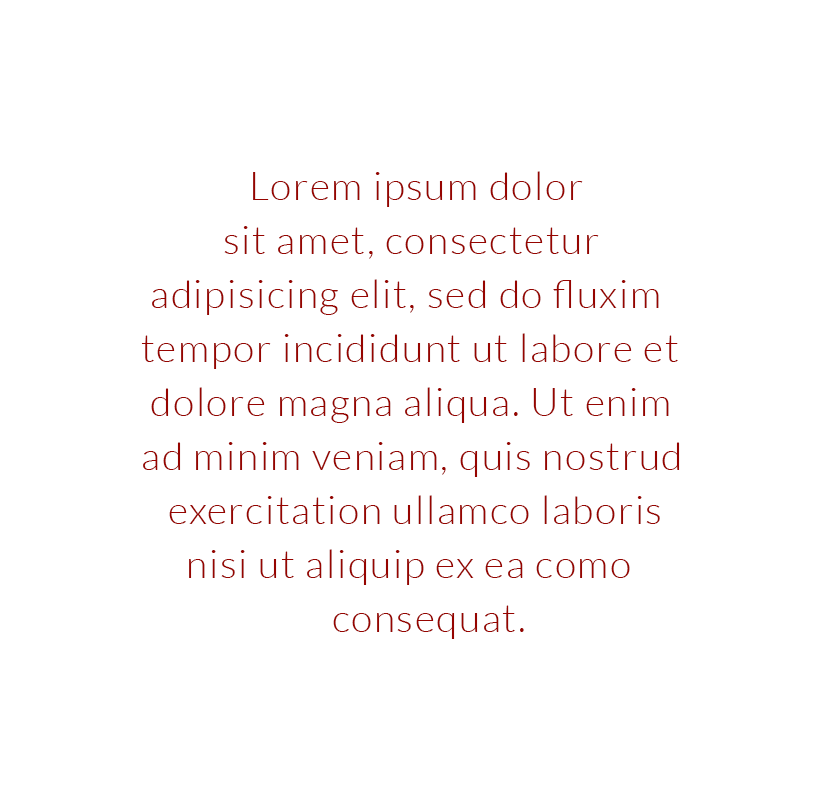 Lorem ipsum dolor
sit amet, consectetur
adipisicing elit, sed do fluxim
tempor incididunt ut labore et
dolore magna aliqua. Ut enim
ad minim veniam, quis nostrud
exercitation ullamco laboris
nisi ut aliquip ex ea como
consequat.